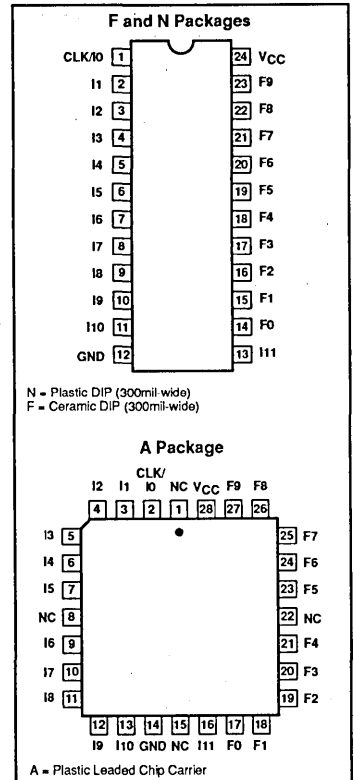 F and N Packages
CLK/I0 1 24 VCC
I1 2 23 F9
I2 3 22 F8
I3 4 21 F7
I4 5 20 F6
I5 6 19 F5
I6 7 18 F4
I7 8 17 F3
I8 9 16 F2
I9 10 15 F1
I10 11 14 F0
GND 12 13 I11
N = Plastic DIP (300mil-wide)
F = Ceramic DIP (300mil-wide)
A Package
I2 I1 CLK/I0 NC VCC F9 F8
4 3 2 1 28 27 26
I3 5 25 F7
I4 6 24 F6
I5 7 23 F5
NC 8 22 NC
I6 9 21 F4
I7 10 20 F3
I8 11 19 F2
12 13 14 15 16 17 18
I9 I10 GND NC I11 F0 F1
A = Plastic Leaded Chip Carrier